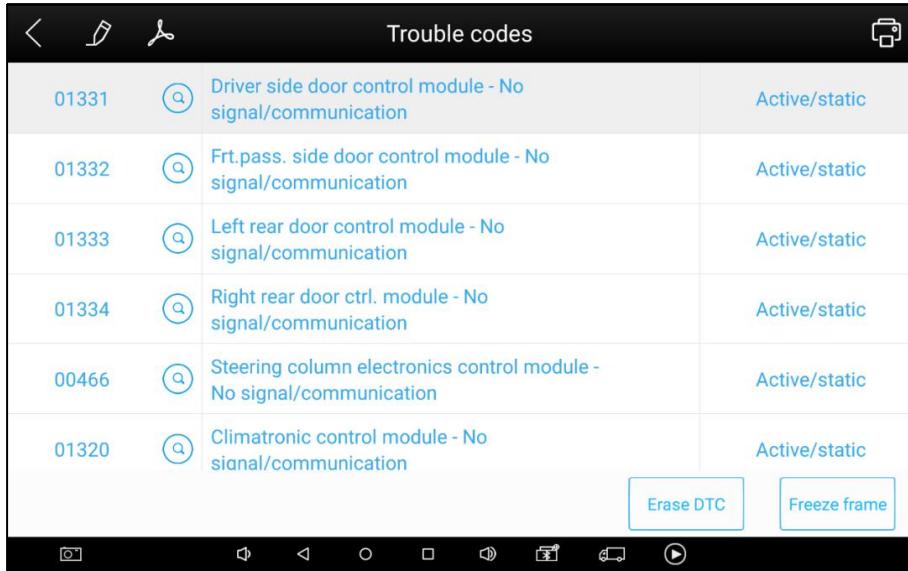 Trouble codes
01331
Driver side door control module - No
signal/communication
Active/static
01332
Frt.pass. side door control module - No
signal/communication
Active/static
01333
Left rear door control module - No
signal/communication
Active/static
01334
Right rear door ctrl. module - No
signal/communication
Active/static
00466
Steering column electronics control module -
No signal/communication
Active/static
01320
Climatronic control module - No
signal/communication
Active/static
Erase DTC
Freeze frame